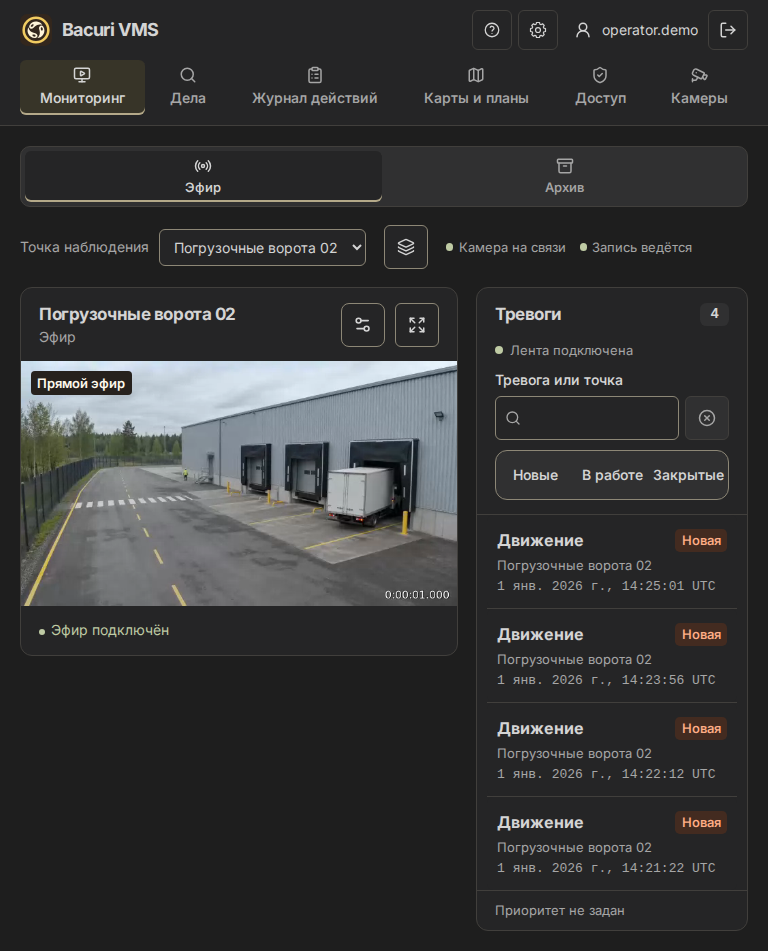 Bacuri VMS
operator.demo
Мониторинг
Дела
Журнал действий
Карты и планы
Доступ
Камеры
Эфир
Архив
Точка наблюдения
Погрузочные ворота 02
Камера на связи
Запись ведётся
Погрузочные ворота 02
Эфир
Прямой эфир
0:00:01.000
Эфир подключён
Тревоги
4
Лента подключена
Тревога или точка
Новые
В работе
Закрытые
Движение
Новая
Погрузочные ворота 02
1 янв. 2026 г., 14:25:01 UTC
Движение
Новая
Погрузочные ворота 02
1 янв. 2026 г., 14:23:56 UTC
Движение
Новая
Погрузочные ворота 02
1 янв. 2026 г., 14:22:12 UTC
Движение
Новая
Погрузочные ворота 02
1 янв. 2026 г., 14:21:22 UTC
Приоритет не задан